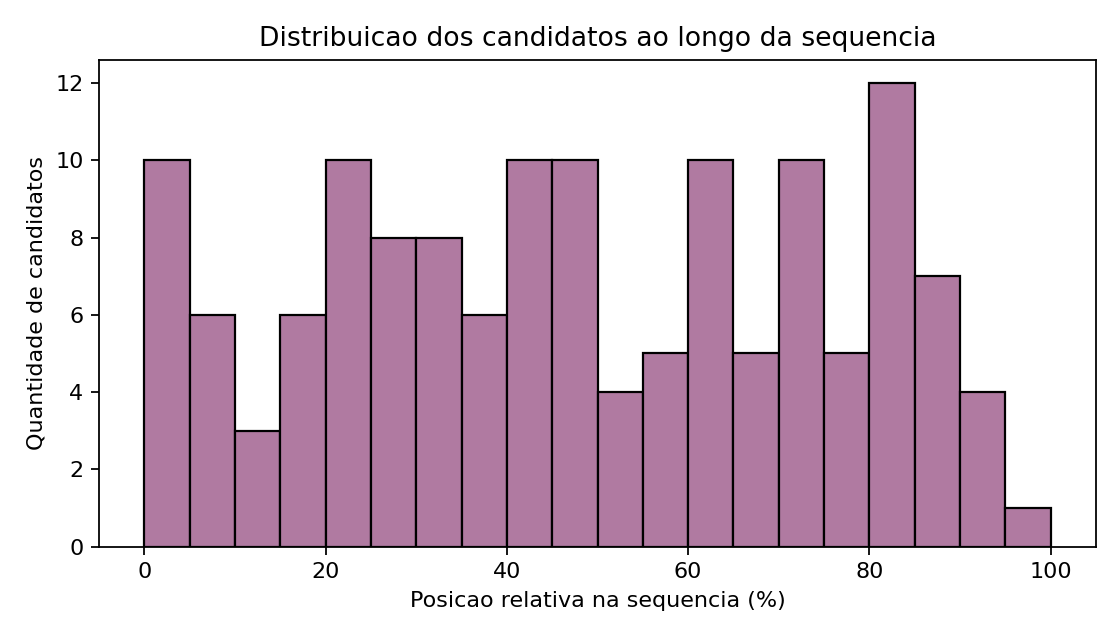 Distribuicao dos candidatos ao longo da sequencia
Quantidade de candidatos
12
10
8
6
4
2
0
0 20 40 60 80 100
Posicao relativa na sequencia (%)